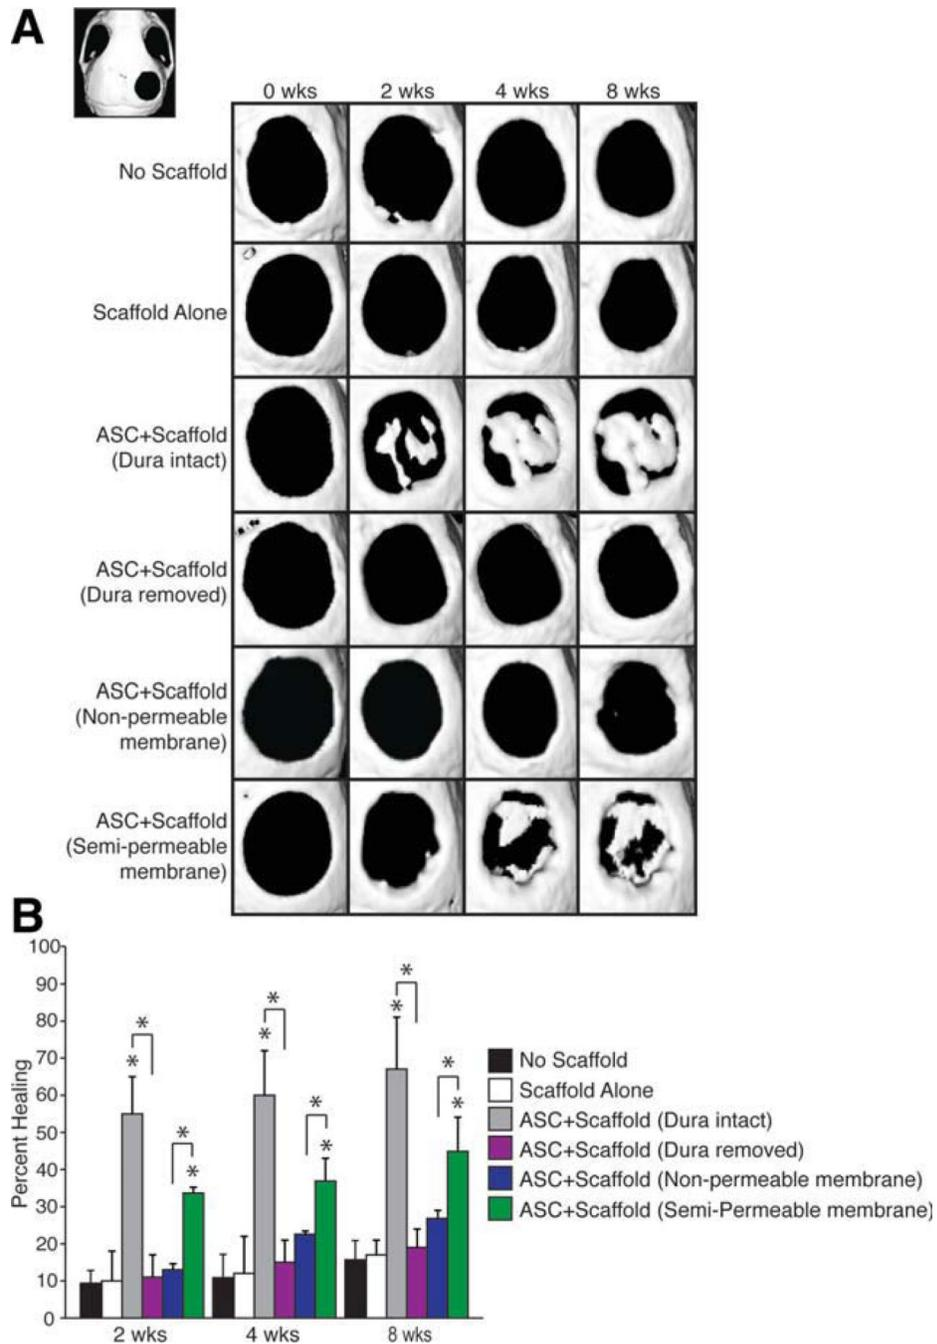 A
0 wks 2 wks 4 wks 8 wks
No Scaffold
Scaffold Alone
ASC+Scaffold
(Dura intact)
ASC+Scaffold
(Dura removed)
ASC+Scaffold
(Non-permeable
membrane)
ASC+Scaffold
(Semi-permeable
membrane)
B
Percent Healing
100
90
80
70
60
50
40
30
20
10
0
* * * *
* * * *
* * * *
2 wks 4 wks 8 wks
No Scaffold
Scaffold Alone
ASC+Scaffold (Dura intact)
ASC+Scaffold (Dura removed)
ASC+Scaffold (Non-permeable membrane)
ASC+Scaffold (Semi-Permeable membrane)